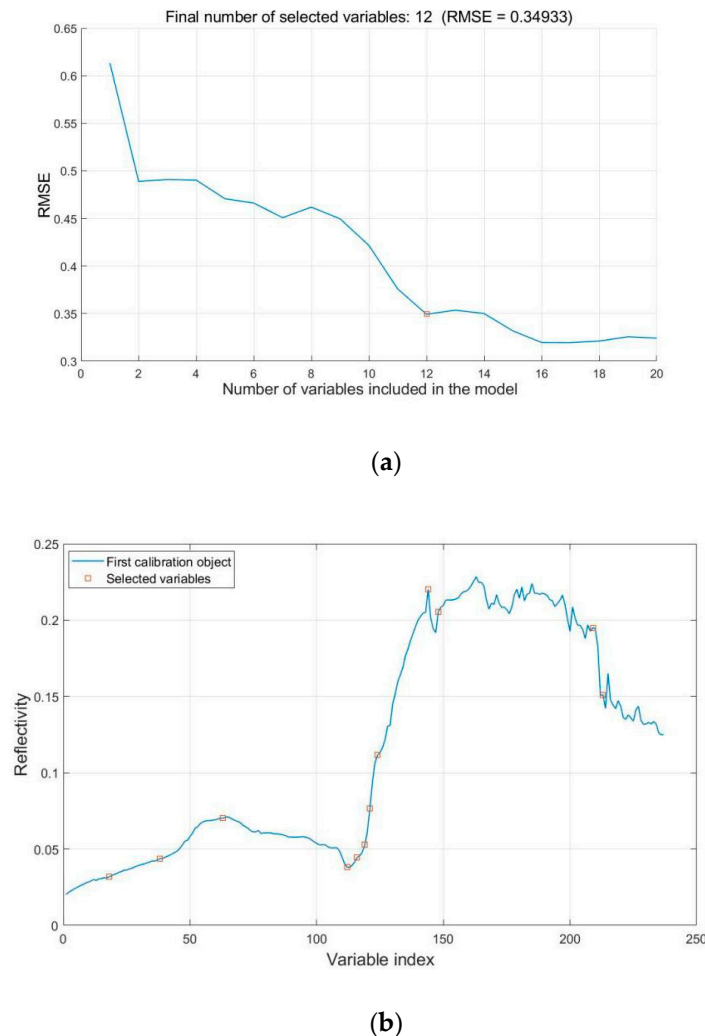 Final number of selected variables: 12 (RMSE = 0.34933)
0.65
0.6
0.55
0.5
0.45
0.4
0.35
0.3
RMSE
0 2 4 6 8 10 12 14 16 18 20
Number of variables included in the model
(a)
0.25
0.2
0.15
0.1
0.05
0
Reflectivity
First calibration object
Selected variables
0 50 100 150 200 250
Variable index
(b)